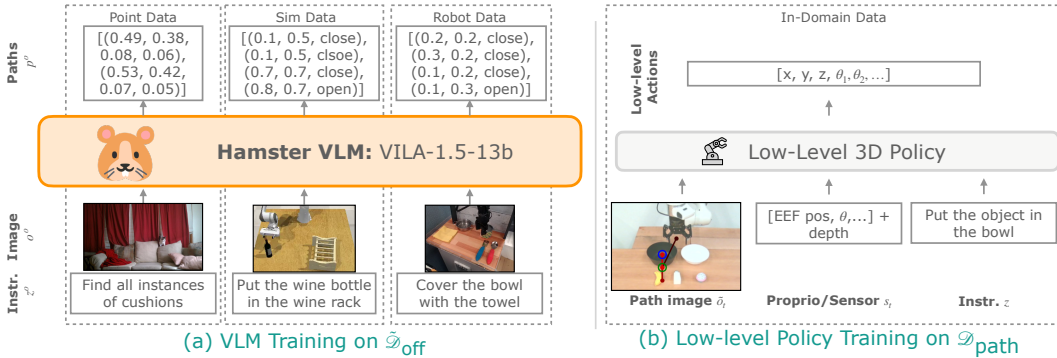 Point Data
Sim Data
Robot Data
In-Domain Data
Paths
pⁿ
[(0.49, 0.38,
0.08, 0.06),
(0.53, 0.42,
0.07, 0.05)]
[(0.1, 0.5, close),
(0.1, 0.5, clsoe),
(0.7, 0.7, close),
(0.8, 0.7, open)]
[(0.2, 0.2, close),
(0.3, 0.2, close),
(0.1, 0.2, close),
(0.1, 0.3, open)]
Hamster VLM: VILA-1.5-13b
Image
oⁿ
Instr.
zⁿ
Find all instances
of cushions
Put the wine bottle
in the wine rack
Cover the bowl
with the towel
(a) VLM Training on 𝒟̃off
Low-level
Actions
[x, y, z, θ₁, θ₂, …]
Low-Level 3D Policy
[EEF pos, θ,…] +
depth
Put the object in
the bowl
Path image õₜ
Proprio/Sensor sₜ
Instr. z
(b) Low-level Policy Training on 𝒟path